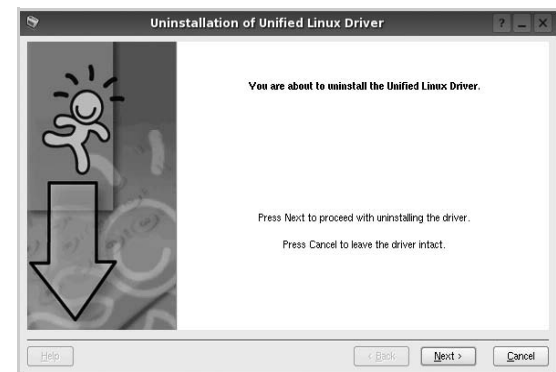 Uninstallation of Unified Linux Driver
You are about to uninstall the Unified Linux Driver.
Press Next to proceed with uninstalling the driver.
Press Cancel to leave the driver intact.
Help
< Back
Next >
Cancel